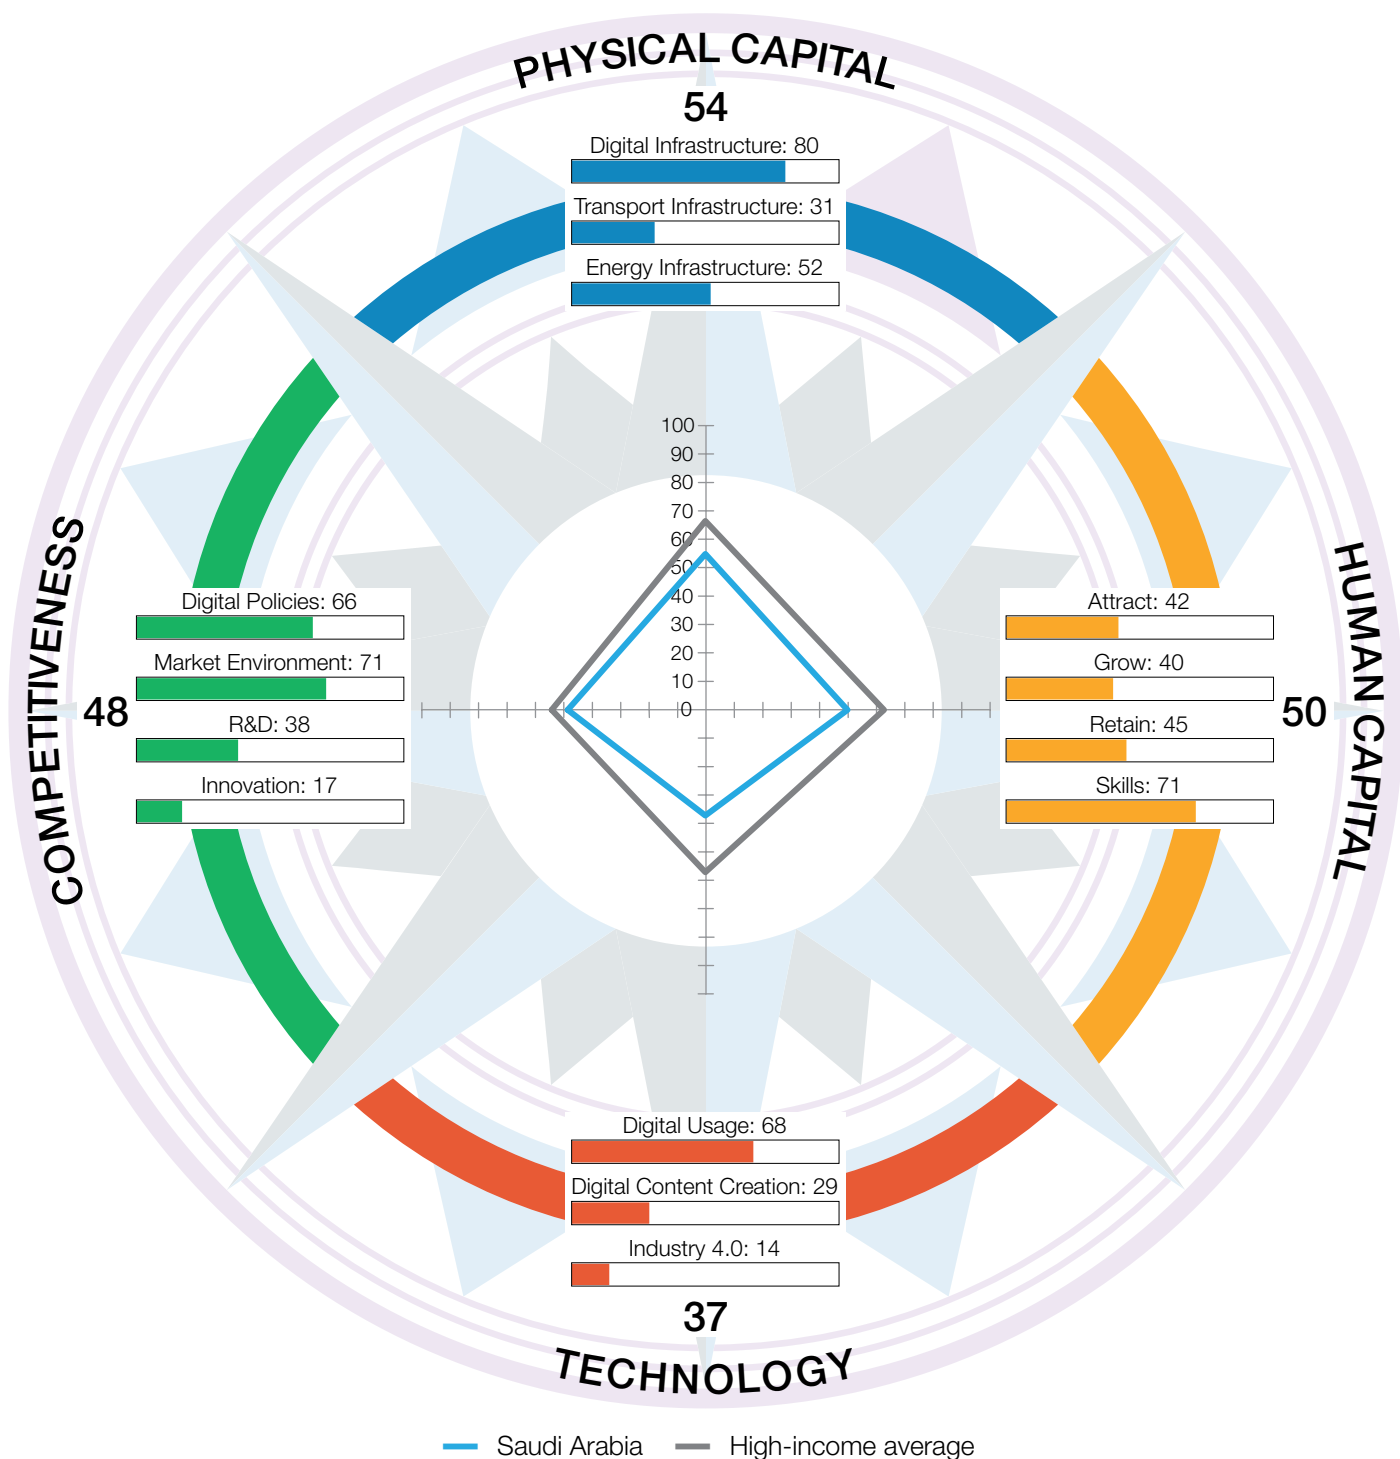 PHYSICAL CAPITAL
54
Digital Infrastructure: 80
Transport Infrastructure: 31
Energy Infrastructure: 52
100
90
80
70
60
50
40
30
20
10
0
COMPETITIVENESS
48
Digital Policies: 66
Market Environment: 71
R&D: 38
Innovation: 17
HUMAN CAPITAL
50
Attract: 42
Grow: 40
Retain: 45
Skills: 71
Digital Usage: 68
Digital Content Creation: 29
Industry 4.0: 14
37
TECHNOLOGY
Saudi Arabia
High-income average